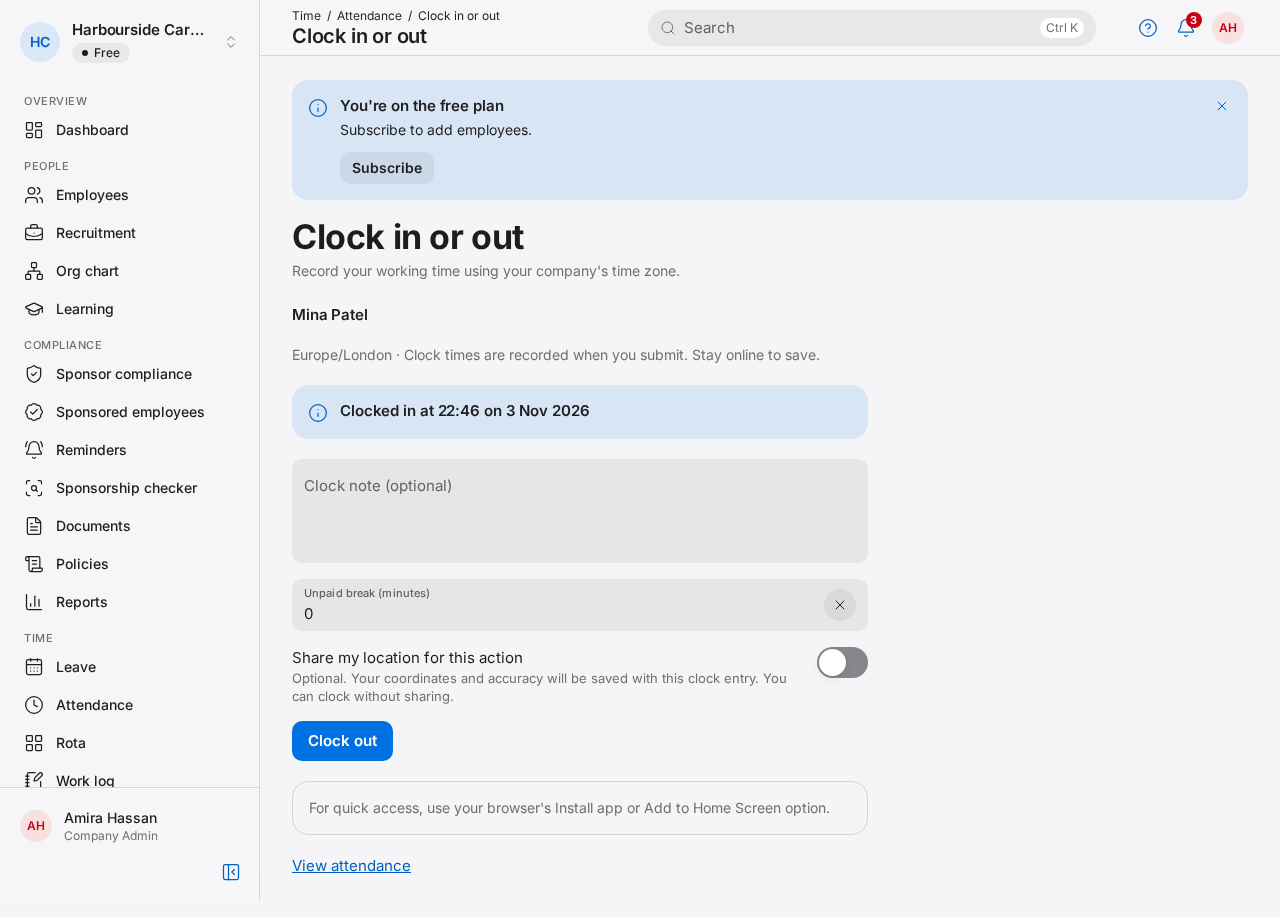 HC
Harbourside Car...
Free
OVERVIEW
Dashboard
PEOPLE
Employees
Recruitment
Org chart
Learning
COMPLIANCE
Sponsor compliance
Sponsored employees
Reminders
Sponsorship checker
Documents
Policies
Reports
TIME
Leave
Attendance
Rota
Work log
AH
Amira Hassan
Company Admin
Time / Attendance / Clock in or out
Clock in or out
Search
Ctrl K
3
AH
You're on the free plan
Subscribe to add employees.
Subscribe
Clock in or out
Record your working time using your company's time zone.
Mina Patel
Europe/London · Clock times are recorded when you submit. Stay online to save.
Clocked in at 22:46 on 3 Nov 2026
Clock note (optional)
Unpaid break (minutes)
0
Share my location for this action
Optional. Your coordinates and accuracy will be saved with this clock entry. You
can clock without sharing.
Clock out
For quick access, use your browser's Install app or Add to Home Screen option.
View attendance